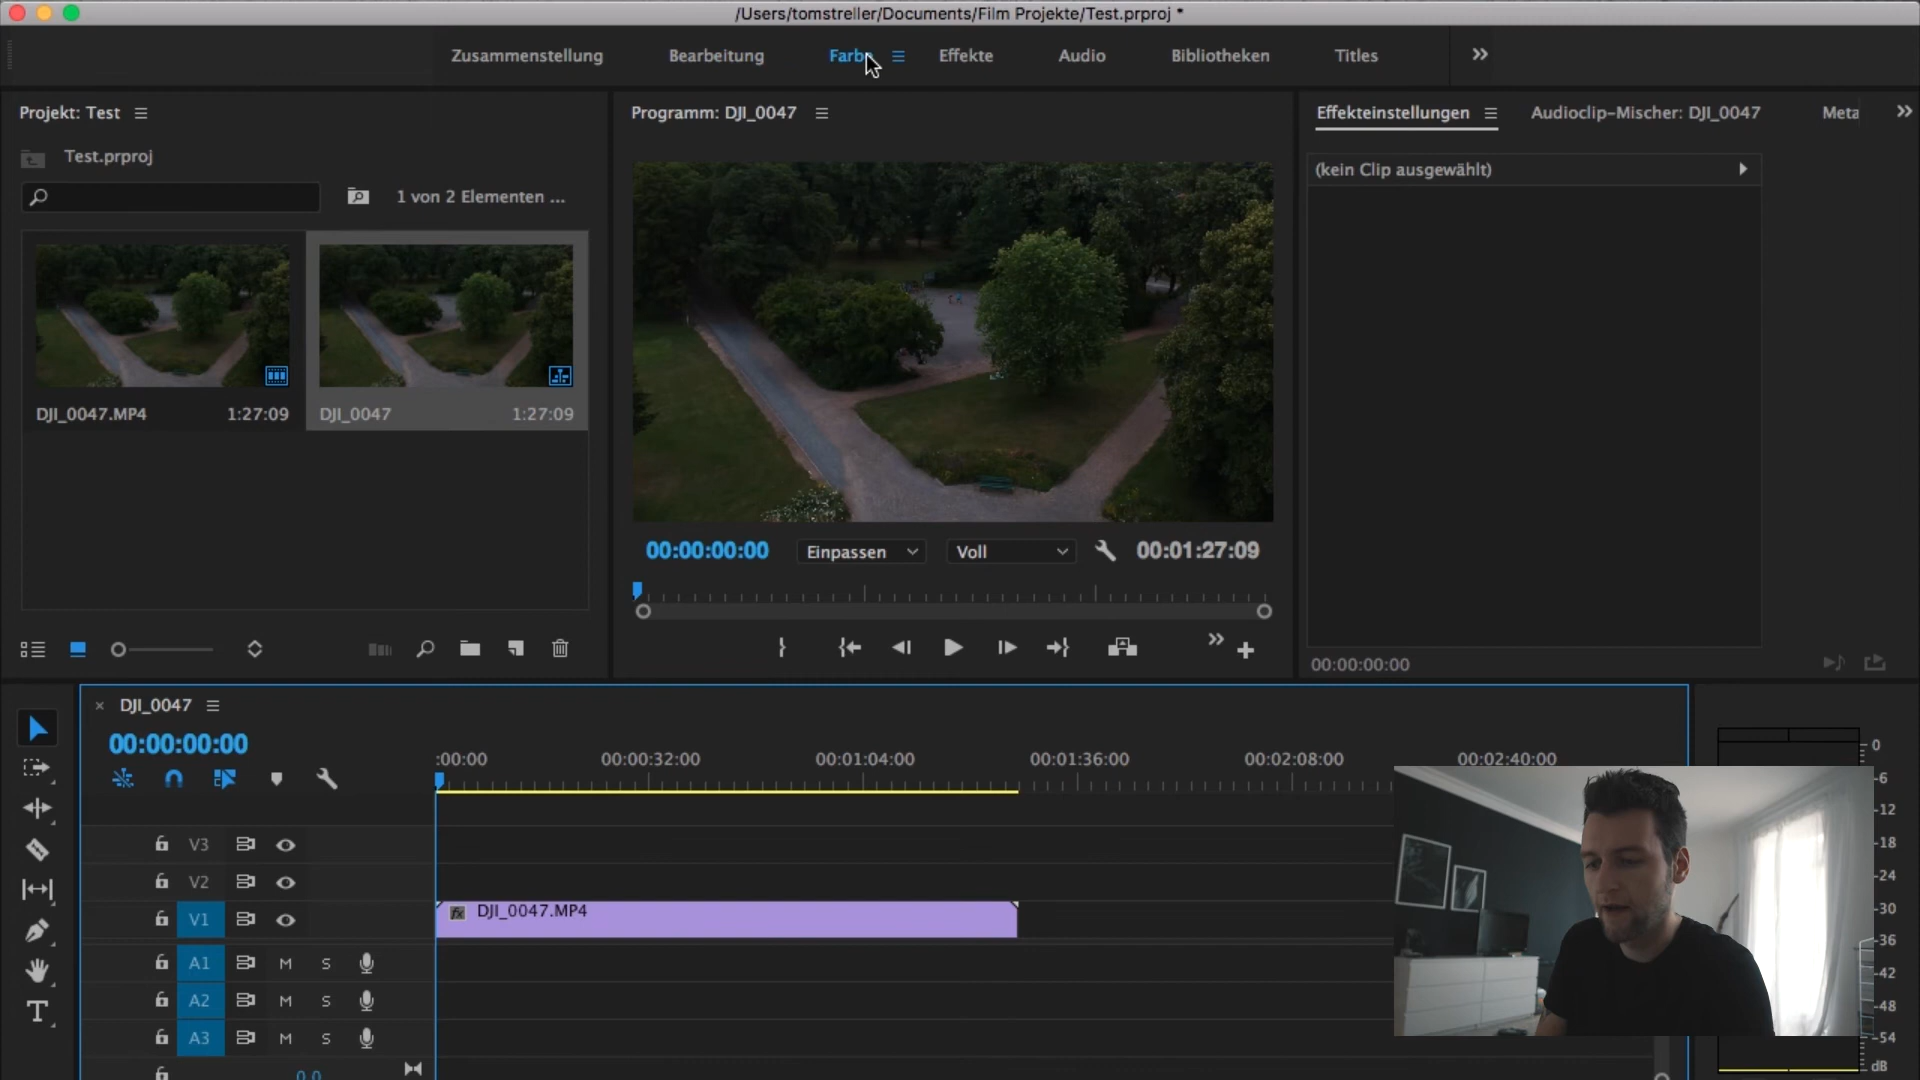 /Users/tomstreller/Documents/Film Projekte/Test.prproj *
Zusammenstellung Bearbeitung Farbe Effekte Audio Bibliotheken Titles
Projekt: Test
Test.prproj
1 von 2 Elementen ...
DJI_0047.MP4 1:27:09
DJI_0047 1:27:09
Programm: DJI_0047
00:00:00:00 Einpassen Voll 00:01:27:09
Effekteinstellungen Audioclip-Mischer: DJI_0047 Meta
(kein Clip ausgewählt)
00:00:00:00
DJI_0047
00:00:00:00
:00:00 00:00:32:00 00:01:04:00 00:01:36:00 00:02:08:00 00:02:40:00
V3
V2
V1 fx DJI_0047.MP4
A1 M S
A2 M S
A3 M S
0,0
0
-6
-12
-18
-24
-30
-36
-42
-48
-54
dB